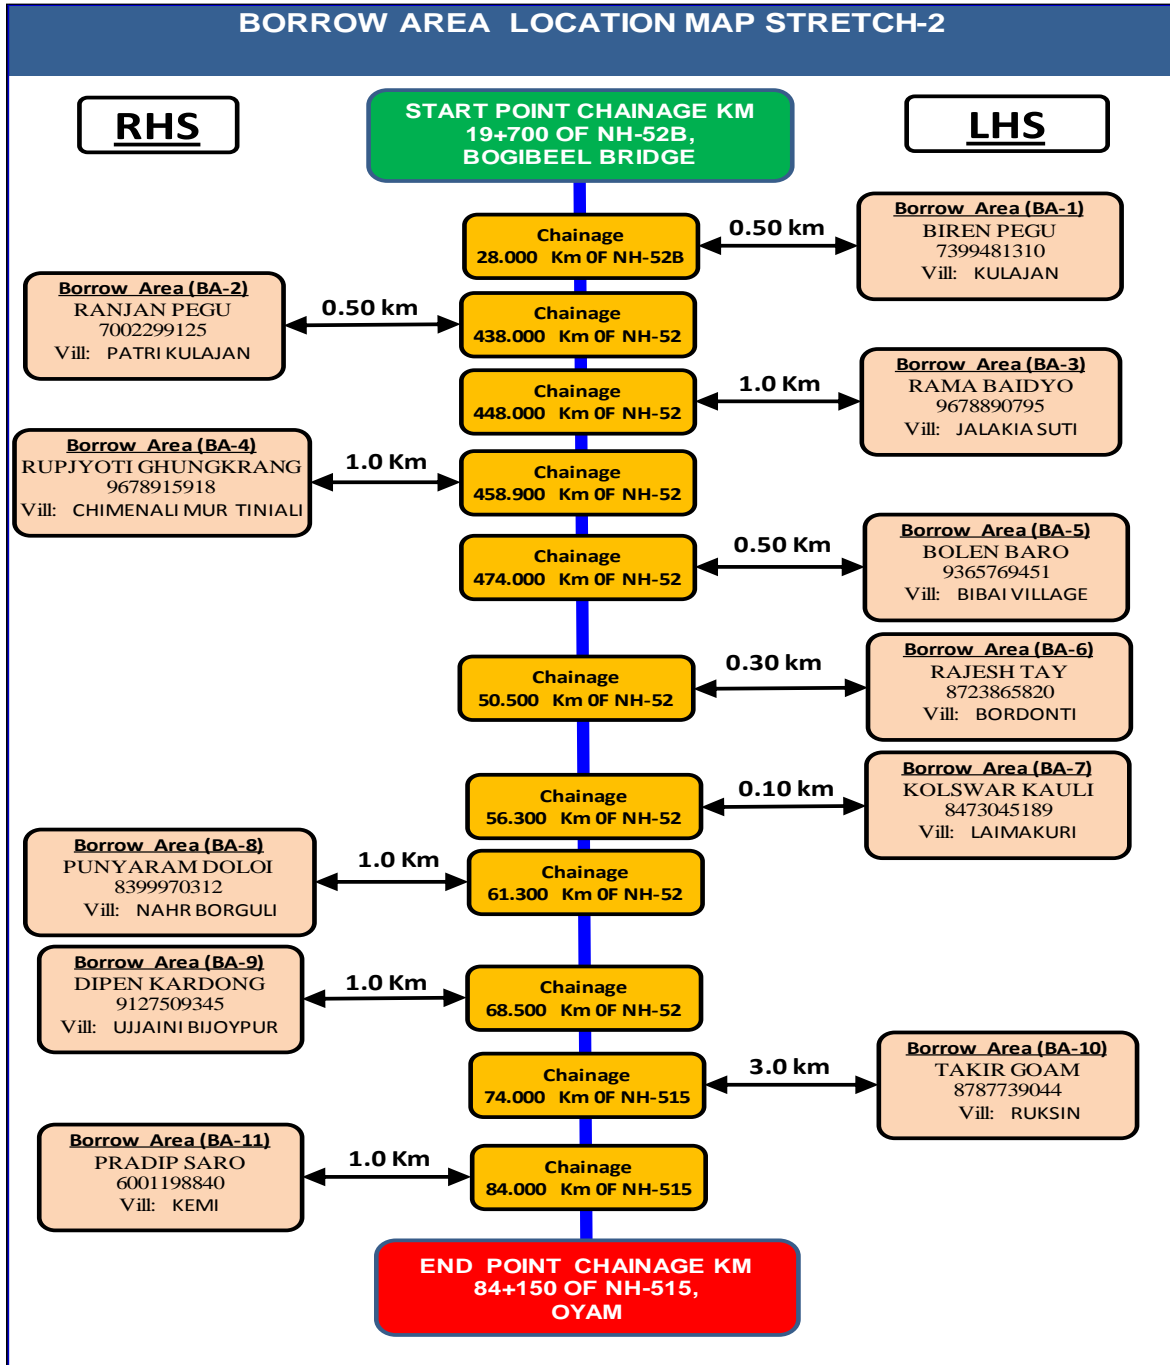 BORROW AREA LOCATION MAP STRETCH-2
RHS
START POINT CHAINAGE KM
19+700 OF NH-52B,
BOGIBEEL BRIDGE
LHS
Chainage
28.000 Km 0F NH-52B
0.50 km
Borrow Area (BA-1)
BIREN PEGU
7399481310
Vill: KULAJAN
Borrow Area (BA-2)
RANJAN PEGU
7002299125
Vill: PATRI KULAJAN
0.50 km
Chainage
438.000 Km 0F NH-52
Chainage
448.000 Km 0F NH-52
1.0 Km
Borrow Area (BA-3)
RAMA BAIDYO
9678890795
Vill: JALAKIA SUTI
Borrow Area (BA-4)
RUPJYOTI GHUNGKRANG
9678915918
Vill: CHIMENALI MUR TINIALI
1.0 Km
Chainage
458.900 Km 0F NH-52
Chainage
474.000 Km 0F NH-52
0.50 Km
Borrow Area (BA-5)
BOLEN BARO
9365769451
Vill: BIBAI VILLAGE
Chainage
50.500 Km 0F NH-52
0.30 km
Borrow Area (BA-6)
RAJESH TAY
8723865820
Vill: BORDONTI
Chainage
56.300 Km 0F NH-52
0.10 km
Borrow Area (BA-7)
KOLSWAR KAULI
8473045189
Vill: LAIMAKURI
Borrow Area (BA-8)
PUNYARAM DOLOI
8399970312
Vill: NAHR BORGULI
1.0 Km
Chainage
61.300 Km 0F NH-52
Borrow Area (BA-9)
DIPEN KARDONG
9127509345
Vill: UJJAINI BIJOYPUR
1.0 Km
Chainage
68.500 Km 0F NH-52
Chainage
74.000 Km 0F NH-515
3.0 km
Borrow Area (BA-10)
TAKIR GOAM
8787739044
Vill: RUKSIN
Borrow Area (BA-11)
PRADIP SARO
6001198840
Vill: KEMI
1.0 Km
Chainage
84.000 Km 0F NH-515
END POINT CHAINAGE KM
84+150 OF NH-515,
OYAM